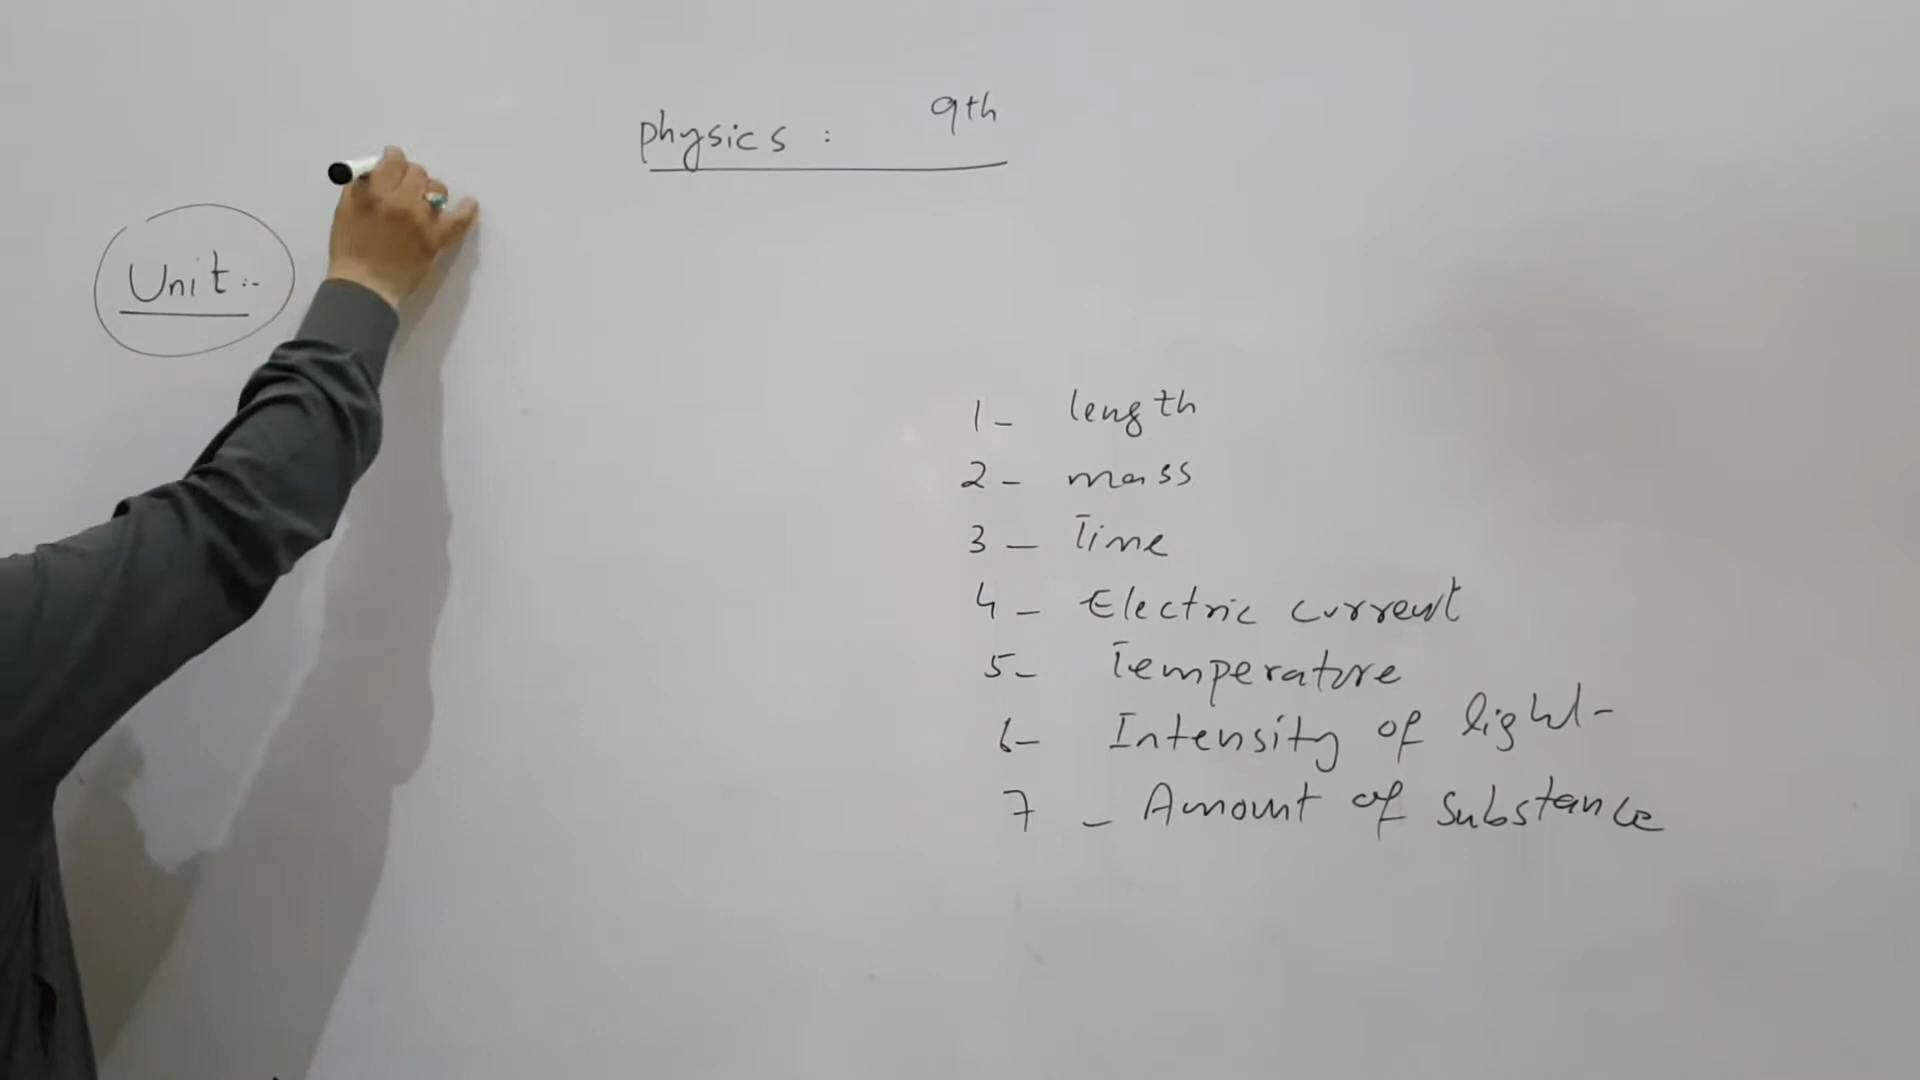 physics : 9th
Unit :-
1- length
2- mass
3- Time
4- Electric current
5- Temperature
6- Intensity of light-
7 - Amount of Substance